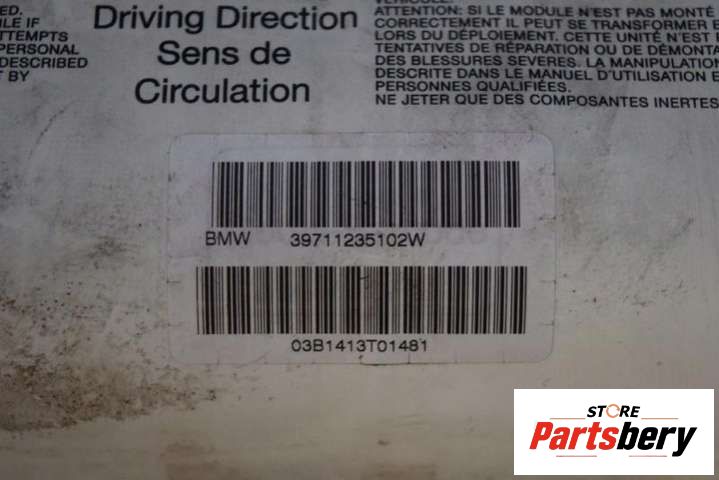 ED.
ILE IF
TTEMPTS
PERSONAL
DESCRIBED
T BY
Driving Direction
Sens de
Circulation
VEHICULE.
ATTENTION: SI LE MODULE N'EST PAS MONTÉ
CORRECTEMENT IL PEUT SE TRANSFORMER
LORS DU DÉPLOIEMENT. CETTE UNITÉ N'EST
TENTATIVES DE RÉPARATION OU DE DÉMONTA
DES BLESSURES SEVERES. LA MANIPULATION
DESCRITE DANS LE MANUEL D'UTILISATION E
PERSONNES QUALIFIÉES.
NE JETER QUE DES COMPOSANTES INERTES
BMW 39711235102W
03B1413T01481
STORE
Partsbery